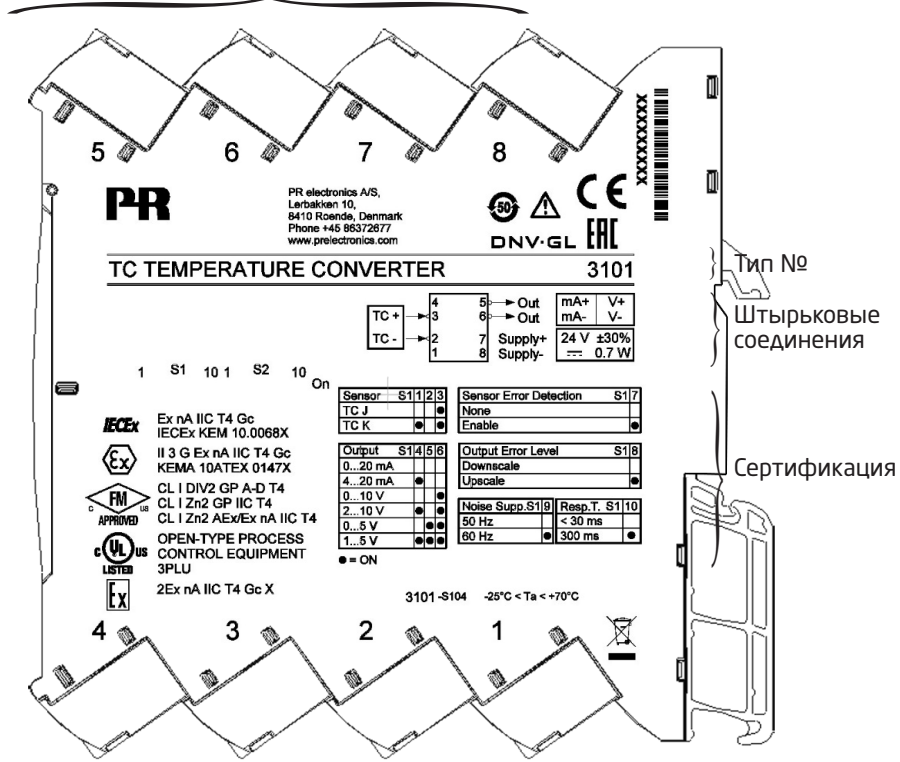 5 6 7 8
XXXXXXXXX
PR
PR electronics A/S,
Lerbakken 10,
8410 Roende, Denmark
Phone +45 86372677
www.prelectronics.com
50
CE
DNV·GL EAC
TC TEMPERATURE CONVERTER 3101
Тип №
Штырьковые
соединения
Сертификация
TC +
TC -
4 5 Out
3 6 Out
2 7 Supply+
1 8 Supply-
mA+ V+
mA- V-
24 V ±30%
0.7 W
1 S1 10 1 S2 10
On
Sensor S1 1 2 3
TC J ●
TC K ● ●
Output S1 4 5 6
0...20 mA
4...20 mA ●
0...10 V ●
2...10 V ● ●
0...5 V ● ●
1...5 V ● ● ●
● = ON
Sensor Error Detection S1 7
None
Enable ●
Output Error Level S1 8
Downscale
Upscale ●
Noise Supp. S1 9
50 Hz
60 Hz ●
Resp.T. S1 10
< 30 ms
300 ms ●
IECEx
Ex nA IIC T4 Gc
IECEx KEM 10.0068X
Ex
II 3 G Ex nA IIC T4 Gc
KEMA 10ATEX 0147X
C FM US
APPROVED
CL I DIV2 GP A-D T4
CL I Zn2 GP IIC T4
CL I Zn2 AEx/Ex nA IIC T4
c UL us
LISTED
OPEN-TYPE PROCESS
CONTROL EQUIPMENT
3PLU
Ex
2Ex nA IIC T4 Gc X
3101-S104 -25°C < Ta < +70°C
4 3 2 1